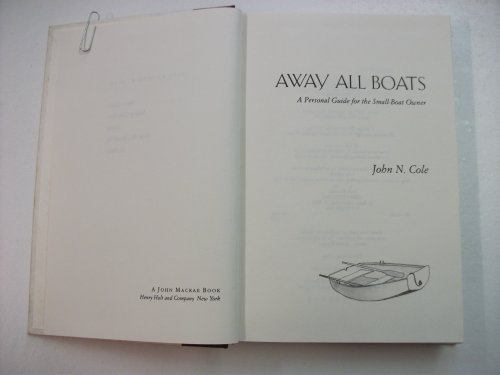 A JOHN MACRAE BOOK
Henry Holt and Company New York
AWAY ALL BOATS
A Personal Guide for the Small-Boat Owner
John N. Cole